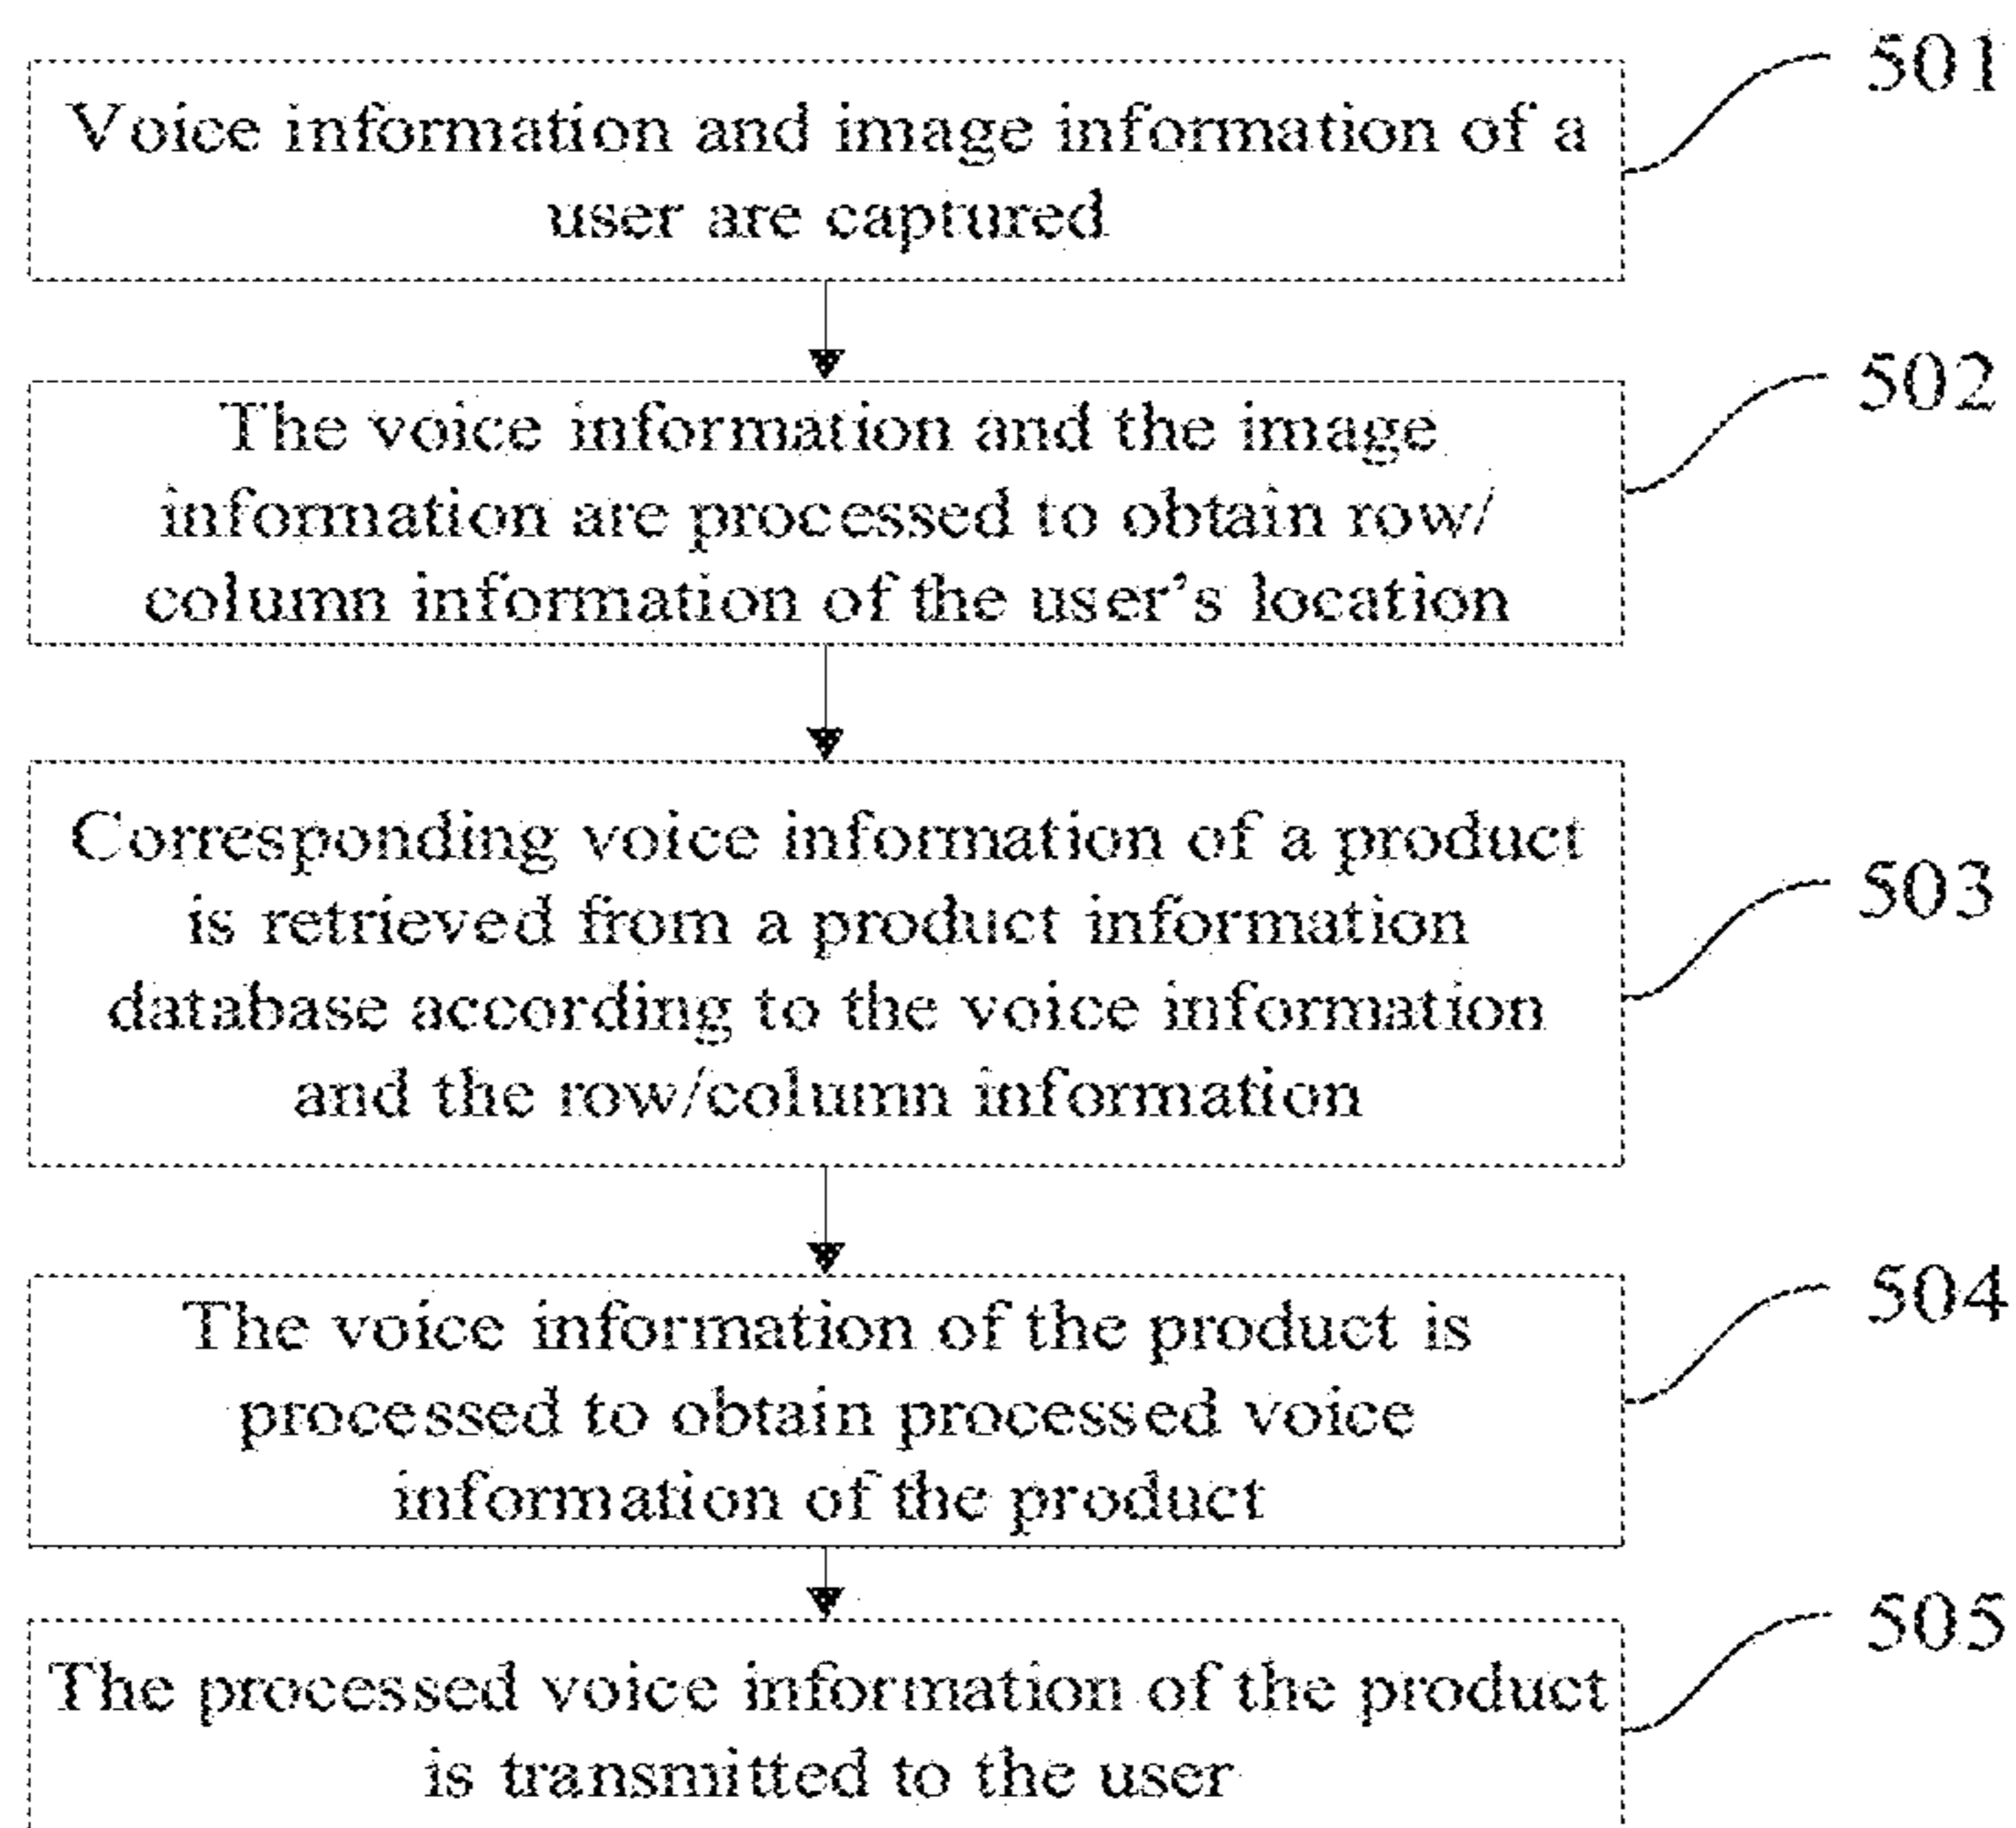 501
Voice information and image information of a
user are captured
502
The voice information and the image
information are processed to obtain row/
column information of the user's location
503
Corresponding voice information of a product
is retrieved from a product information
database according to the voice information
and the row/column information
504
The voice information of the product is
processed to obtain processed voice
information of the product
505
The processed voice information of the product
is transmitted to the user